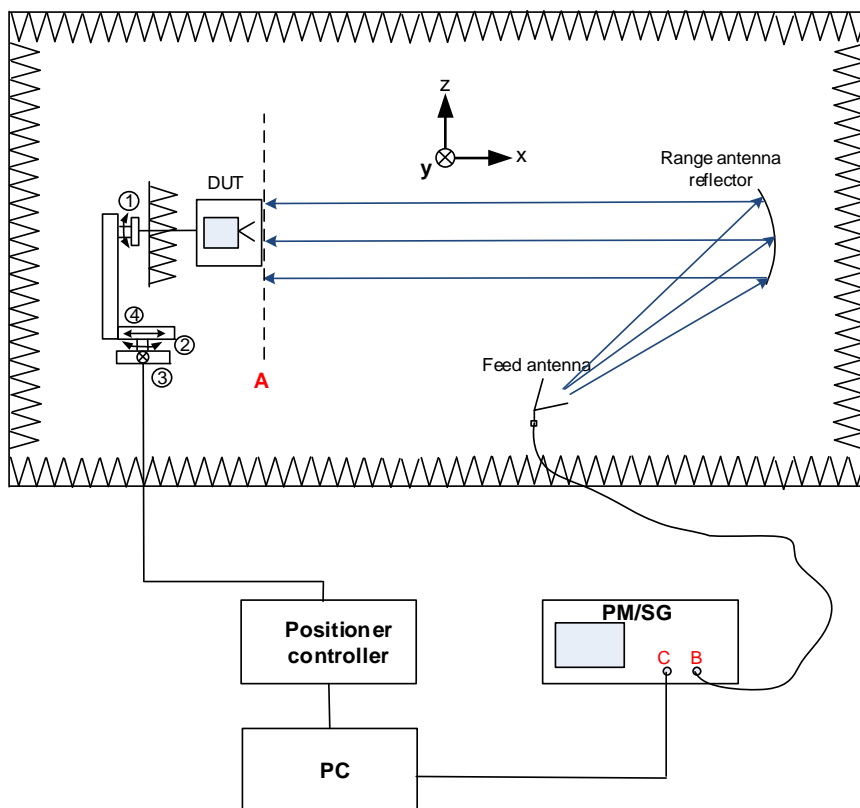 z
x
y
Range antenna
reflector
DUT
①
④
②
③
A
Feed antenna
Positioner
controller
PM/SG
C B
PC